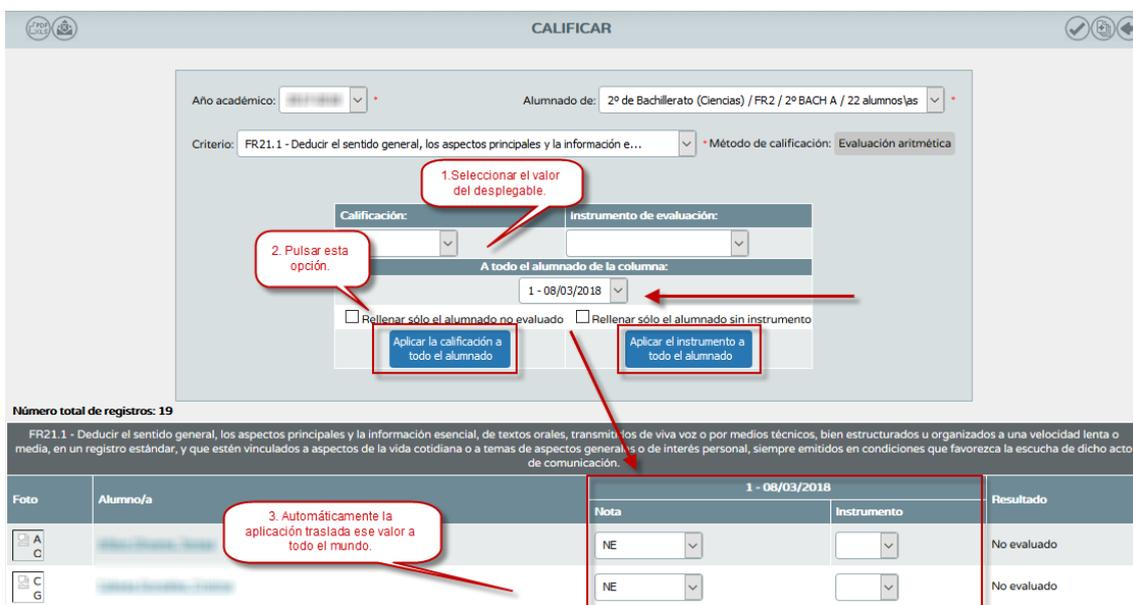 PDF
XLS
CALIFICAR
Año académico:
*
Alumnado de:
2º de Bachillerato (Ciencias) / FR2 / 2º BACH A / 22 alumnos\as
*
Criterio:
FR21.1 - Deducir el sentido general, los aspectos principales y la información e...
* Método de calificación:
Evaluación aritmética
1.Seleccionar el valor
del desplegable.
Calificación:
Instrumento de evaluación:
2. Pulsar esta
opción.
A todo el alumnado de la columna:
1 - 08/03/2018
Rellenar sólo el alumnado no evaluado
Rellenar sólo el alumnado sin instrumento
Aplicar la calificación a
todo el alumnado
Aplicar el instrumento a
todo el alumnado
Número total de registros: 19
FR21.1 - Deducir el sentido general, los aspectos principales y la información esencial, de textos orales, transmitidos de viva voz o por medios técnicos, bien estructurados u organizados a una velocidad lenta o
media, en un registro estándar, y que estén vinculados a aspectos de la vida cotidiana o a temas de aspectos generales o de interés personal, siempre emitidos en condiciones que favorezca la escucha de dicho acto
de comunicación.
Foto
Alumno/a
1 - 08/03/2018
Nota
Instrumento
Resultado
3. Automáticamente la
aplicación traslada ese valor a
todo el mundo.
A
C
NE
No evaluado
C
G
NE
No evaluado